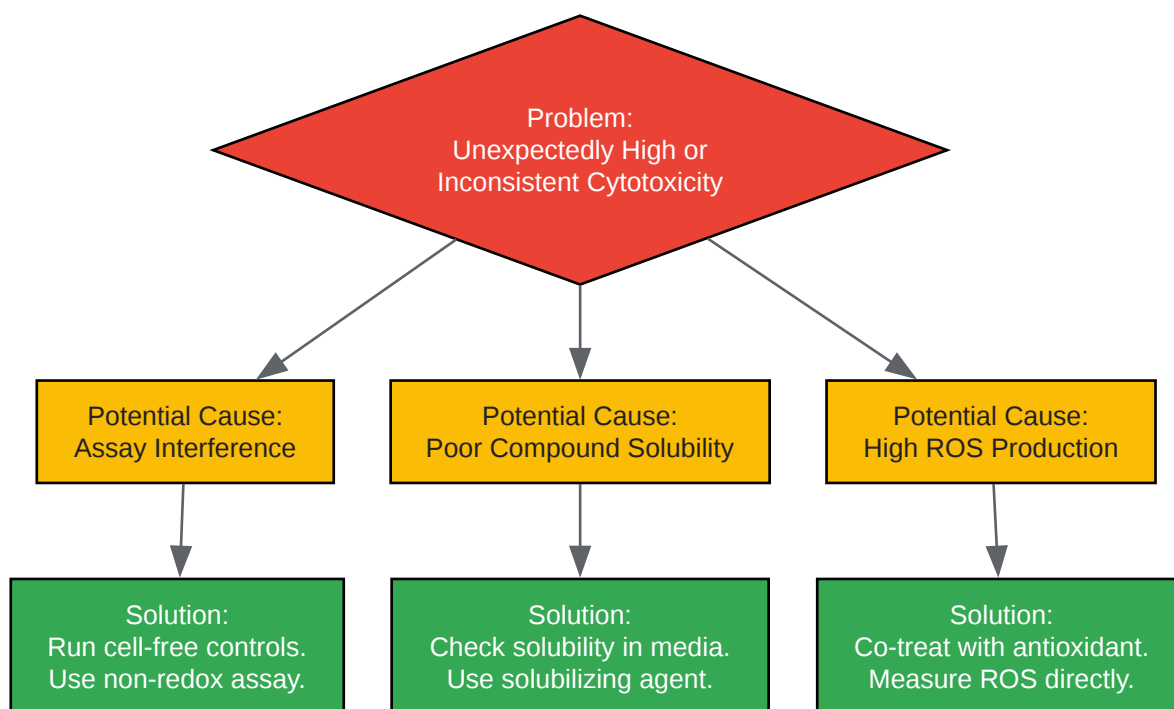 Problem:
Unexpectedly High or
Inconsistent Cytotoxicity
Potential Cause:
Assay Interference
Potential Cause:
Poor Compound Solubility
Potential Cause:
High ROS Production
Solution:
Run cell-free controls.
Use non-redox assay.
Solution:
Check solubility in media.
Use solubilizing agent.
Solution:
Co-treat with antioxidant.
Measure ROS directly.